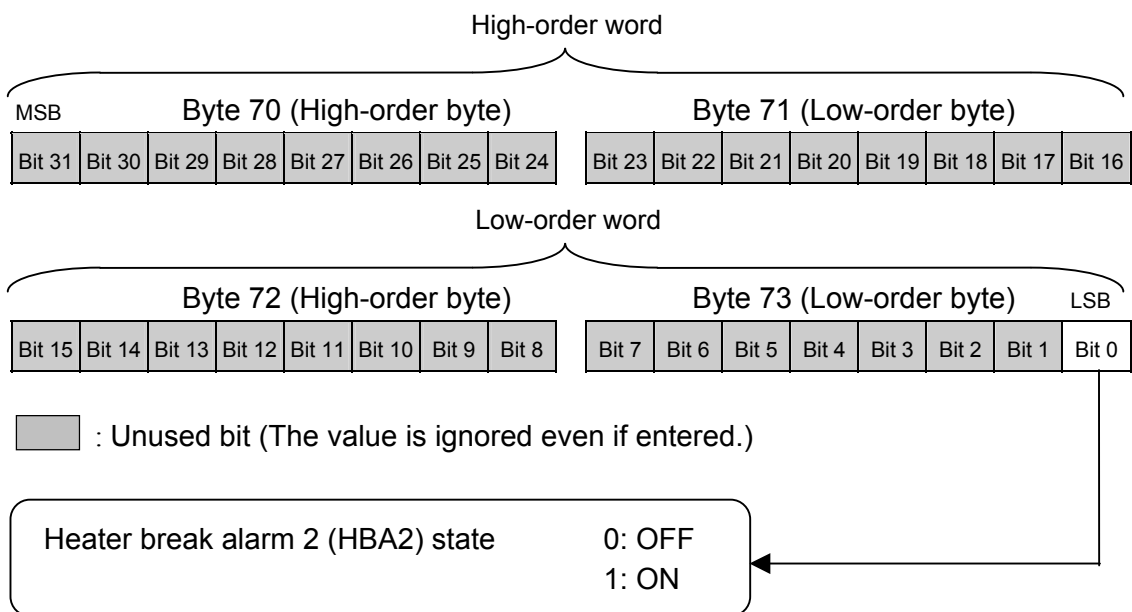 High-order word
MSB Byte 70 (High-order byte) Byte 71 (Low-order byte)
Bit 31 Bit 30 Bit 29 Bit 28 Bit 27 Bit 26 Bit 25 Bit 24 Bit 23 Bit 22 Bit 21 Bit 20 Bit 19 Bit 18 Bit 17 Bit 16
Low-order word
Byte 72 (High-order byte) Byte 73 (Low-order byte) LSB
Bit 15 Bit 14 Bit 13 Bit 12 Bit 11 Bit 10 Bit 9 Bit 8 Bit 7 Bit 6 Bit 5 Bit 4 Bit 3 Bit 2 Bit 1 Bit 0
: Unused bit (The value is ignored even if entered.)
Heater break alarm 2 (HBA2) state 0: OFF
1: ON